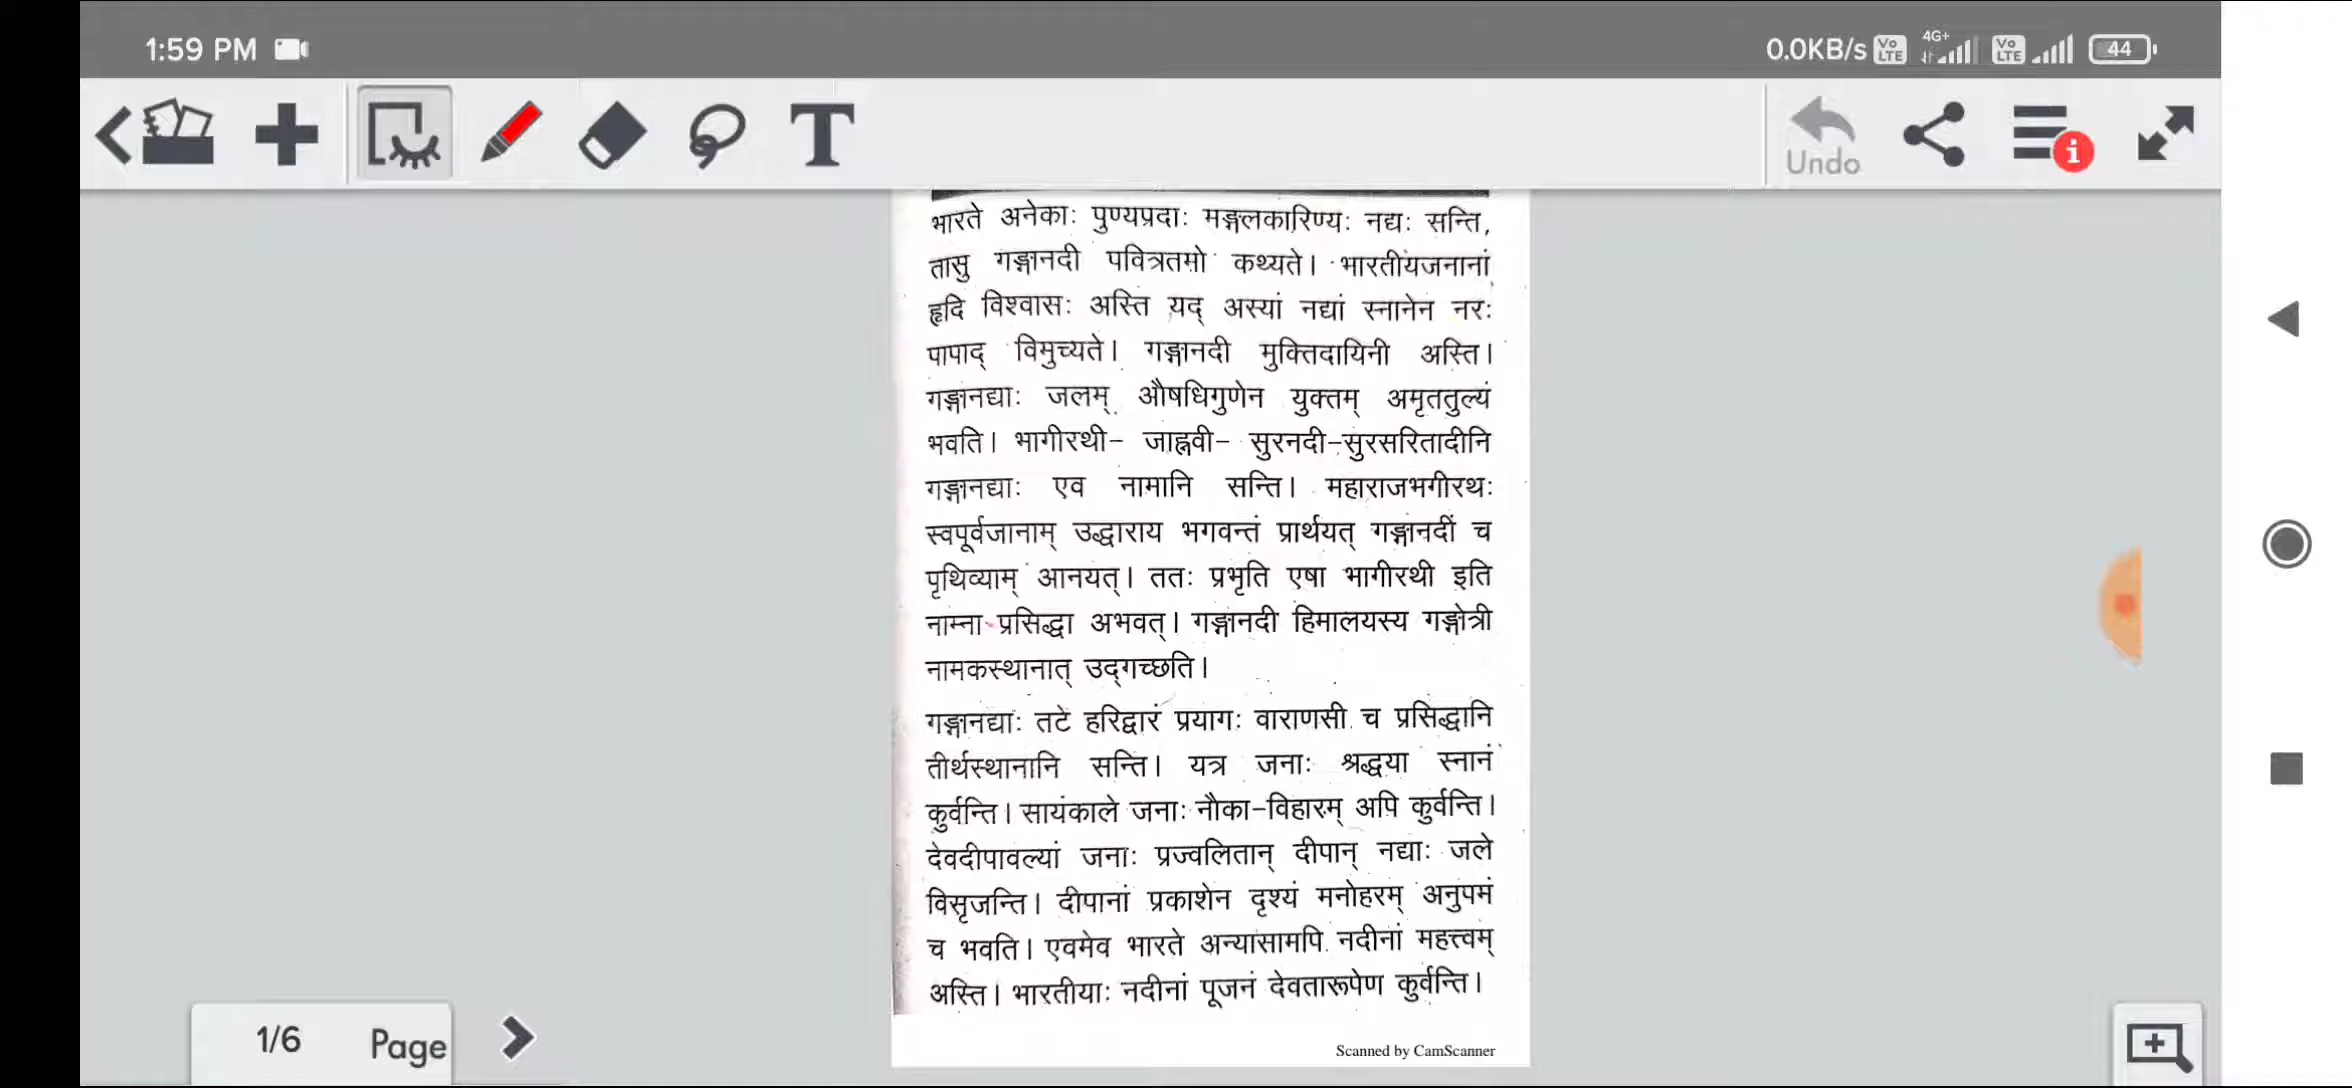 1:59 PM
0.0KB/s Vo LTE 4G+ Vo LTE 44
T
Undo
i
भारते अनेकाः पुण्यप्रदाः मङ्गलकारिण्यः नद्यः सन्ति,
तासु गङ्गानदी पवित्रतमो कथ्यते। भारतीयजनानां
हृदि विश्वासः अस्ति यद् अस्यां नद्यां स्नानेन नरः
पापाद् विमुच्यते। गङ्गानदी मुक्तिदायिनी अस्ति।
गङ्गानद्याः जलम् औषधिगुणेन युक्तम् अमृततुल्यं
भवति। भागीरथी- जाह्नवी- सुरनदी-सुरसरितादीनि
गङ्गानद्याः एव नामानि सन्ति। महाराजभगीरथः
स्वपूर्वजानाम् उद्धाराय भगवन्तं प्रार्थयत् गङ्गानदीं च
पृथिव्याम् आनयत्। ततः प्रभृति एषा भागीरथी इति
नाम्ना प्रसिद्धा अभवत्। गङ्गानदी हिमालयस्य गङ्गोत्री
नामकस्थानात् उद्‌गच्छति।
गङ्गानद्याः तटे हरिद्वारं प्रयागः वाराणसी च प्रसिद्धानि
तीर्थस्थानानि सन्ति। यत्र जनाः श्रद्धया स्नानं
कुर्वन्ति। सायंकाले जनाः नौका-विहारम् अपि कुर्वन्ति।
देवदीपावल्यां जनाः प्रज्वलितान् दीपान् नद्याः जले
विसृजन्ति। दीपानां प्रकाशेन दृश्यं मनोहरम् अनुपमं
च भवति। एवमेव भारते अन्यासामपि नदीनां महत्त्वम्
अस्ति। भारतीयाः नदीनां पूजनं देवतारूपेण कुर्वन्ति।
Scanned by CamScanner
1/6 Page